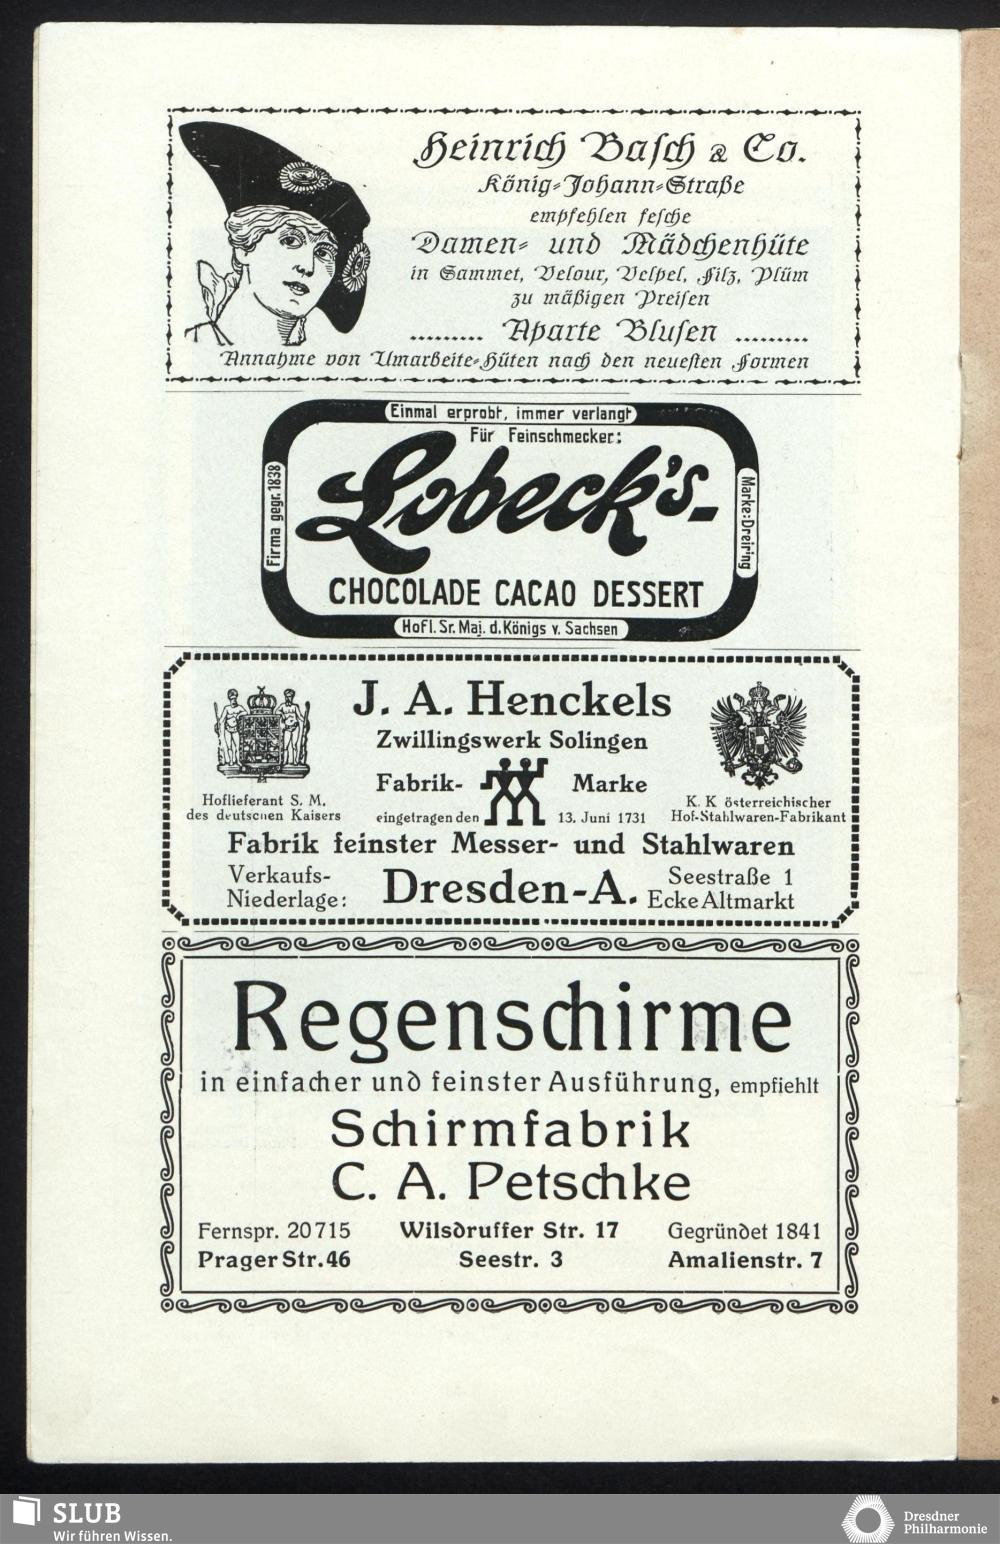 Heinrich Basch & Co.
König-Johann-Straße
empfehlen fesche
Damen- und Mädchenhüte
in Sammet, Velour, Velpel, Filz, Plüm
zu mäßigen Preisen
......... Aparte Blusen .........
Annahme von Umarbeite-Hüten nach den neuesten Formen
Einmal erprobt, immer verlangt
Für Feinschmecker:
Firma gegr. 1838
Lobeck's-
Marke: Dreiring
CHOCOLADE CACAO DESSERT
Hofl. Sr. Maj. d. Königs v. Sachsen
J. A. Henckels
Zwillingswerk Solingen
Fabrik- Marke
Hoflieferant S. M. des deutschen Kaisers
eingetragen den 13. Juni 1731
K. K österreichischer Hof-Stahlwaren-Fabrikant
Fabrik feinster Messer- und Stahlwaren
Verkaufs-Niederlage:
Dresden-A.
Seestraße 1
Ecke Altmarkt
Regenschirme
in einfacher und feinster Ausführung, empfiehlt
Schirmfabrik
C. A. Petschke
Fernspr. 20715 Wilsdruffer Str. 17 Gegründet 1841
Prager Str. 46 Seestr. 3 Amalienstr. 7
SLUB
Wir führen Wissen.
Dresdner
Philharmonie